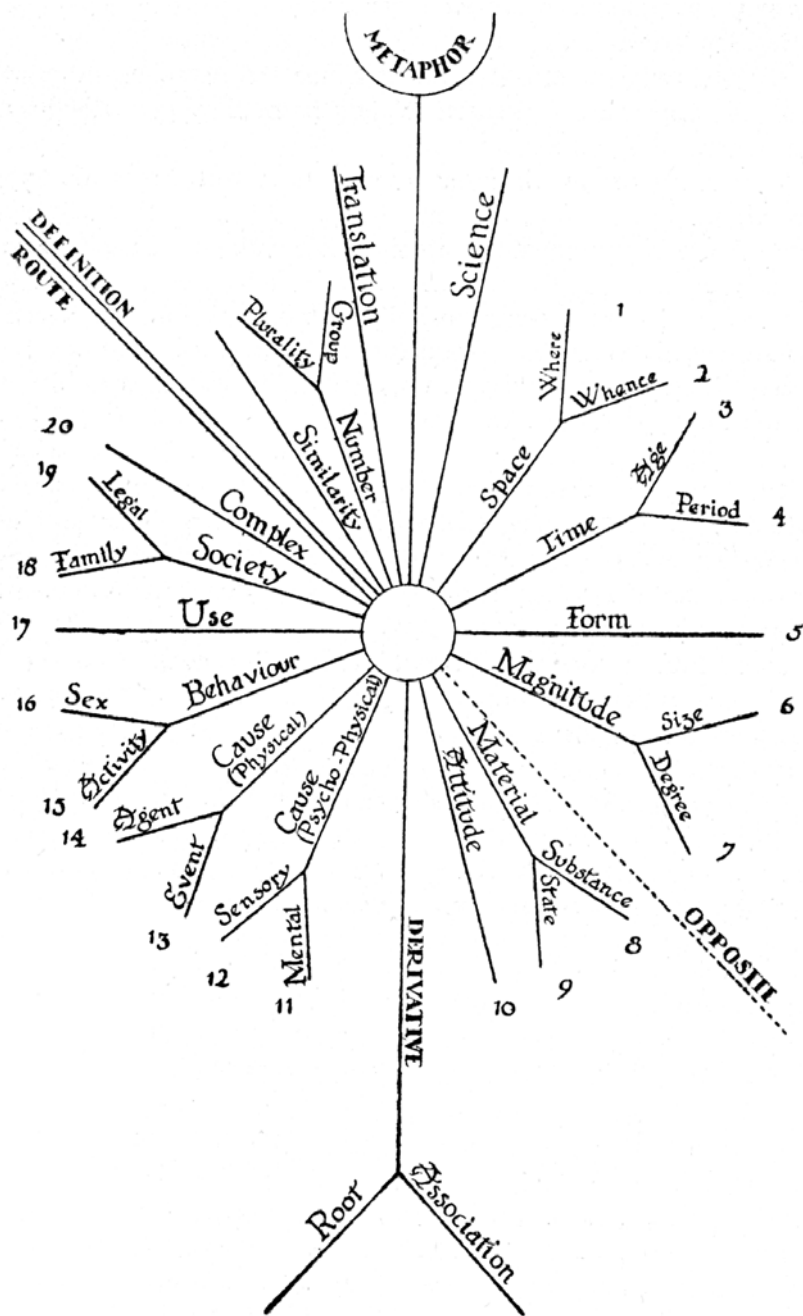 METAPHOR
Translation
Science
DEFINITION
ROUTE
Plurality
Group
Number
Similarity
Where
1
Whence
2
Space
Age
3
Period
4
Time
20
Complex
19
Legal
18
Family
Society
17
Use
Form
5
Behaviour
16
Sex
15
Activity
Magnitude
Size
6
Degree
7
Cause
(Physical)
14
Agent
Event
13
Cause
(Psycho-Physical)
Sensory
12
Mental
11
Attitude
10
Material
Substance
8
State
9
OPPOSITE
DERIVATIVE
Root
Association